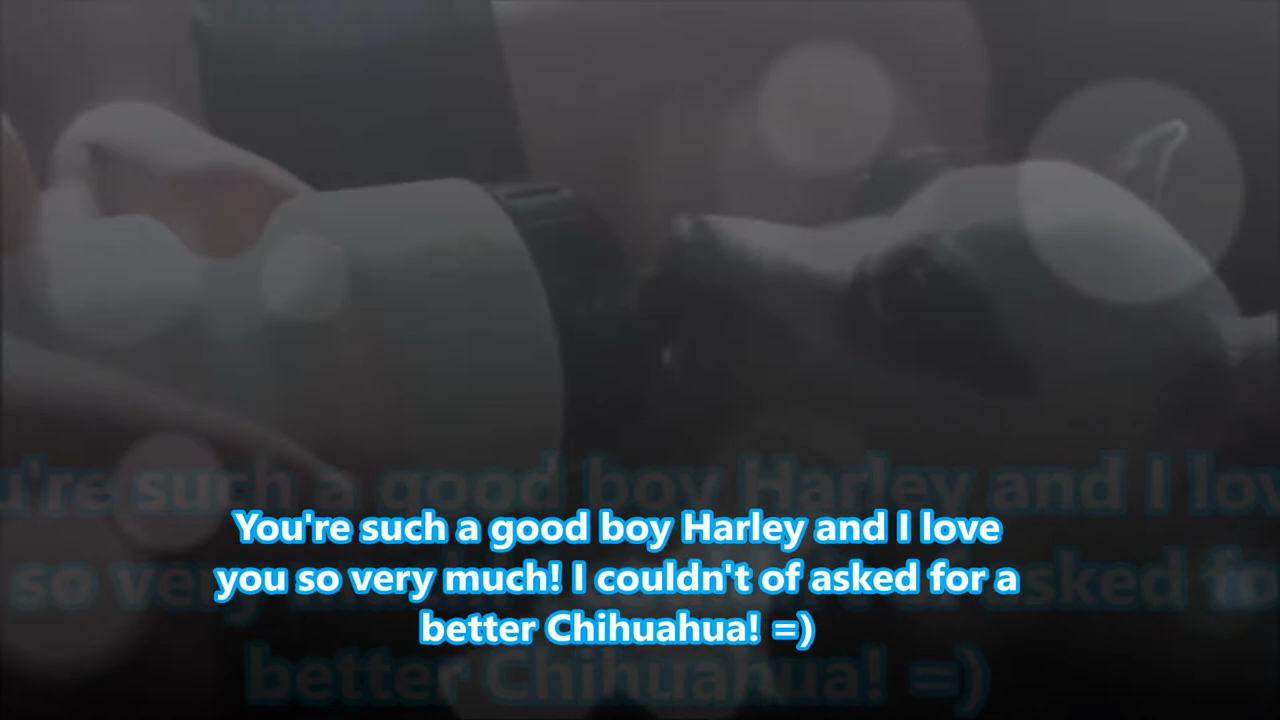 You're such a good boy Harley and I love
you so very much! I couldn't of asked for a
better Chihuahua! =)